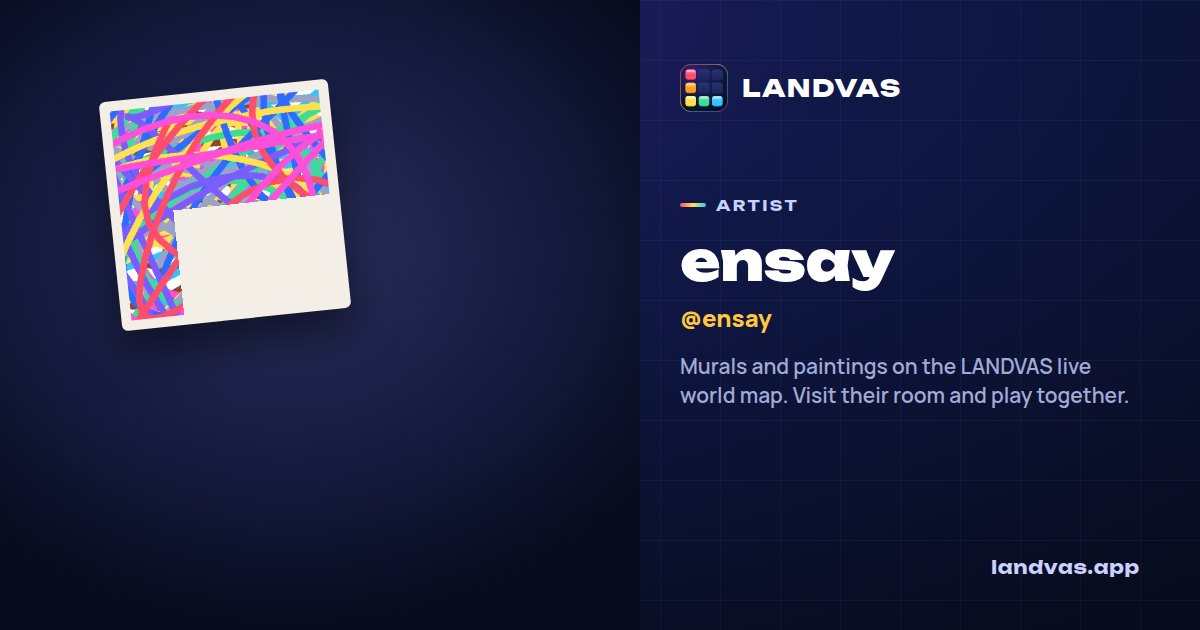 LANDVAS
ARTIST
ensay
@ensay
Murals and paintings on the LANDVAS live
world map. Visit their room and play together.
landvas.app